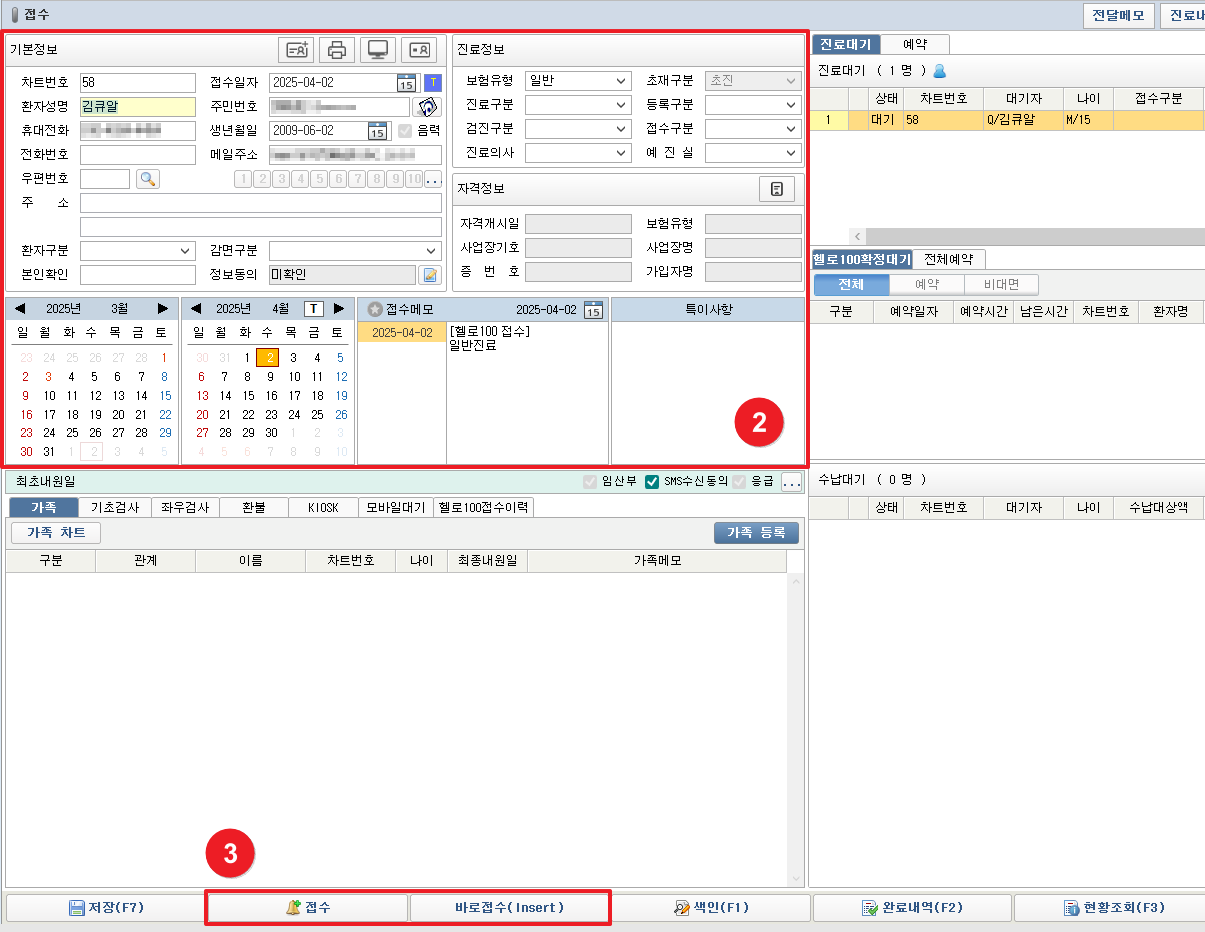 접수
전달메모
진료내
기본정보
차트번호 58 접수일자 2025-04-02 15 T
환자성명 김큐알 주민번호
휴대전화 생년월일 2009-06-02 15 음력
전화번호 메일주소
우편번호 1 2 3 4 5 6 7 8 9 10 ...
주 소
환자구분 감면구분
본인확인 정보동의 미확인
진료정보
보험유형 일반 초재구분 초진
진료구분 등록구분
검진구분 접수구분
진료의사 예 진 실
자격정보
자격개시일 보험유형
사업장기호 사업장명
증 번 호 가입자명
◀ 2025년 3월 ▶
일 월 화 수 목 금 토
23 24 25 26 27 28 1
2 3 4 5 6 7 8
9 10 11 12 13 14 15
16 17 18 19 20 21 22
23 24 25 26 27 28 29
30 31 1 2 3 4 5
◀ 2025년 4월 T ▶
일 월 화 수 목 금 토
30 31 1 2 3 4 5
6 7 8 9 10 11 12
13 14 15 16 17 18 19
20 21 22 23 24 25 26
27 28 29 30 1 2 3
4 5 6 7 8 9 10
접수메모 2025-04-02 15
2025-04-02 [헬로100 접수]
일반진료
특이사항
2
최초내원일 임산부 SMS수신동의 응급 ...
가족 기초검사 좌우검사 환불 KIOSK 모바일대기 헬로100접수이력
가족 차트 가족 등록
구분 관계 이름 차트번호 나이 최종내원일 가족메모
3
진료대기 예약
진료대기 ( 1 명 )
상태 차트번호 대기자 나이 접수구분
1 대기 58 Q/김큐알 M/15
헬로100확정대기 전체예약
전체 예약 비대면
구분 예약일자 예약시간 남은시간 차트번호 환자명
수납대기 ( 0 명 )
상태 차트번호 대기자 나이 수납대상액
저장(F7) 접수 바로접수(Insert) 색인(F1) 완료내역(F2) 현황조회(F3)